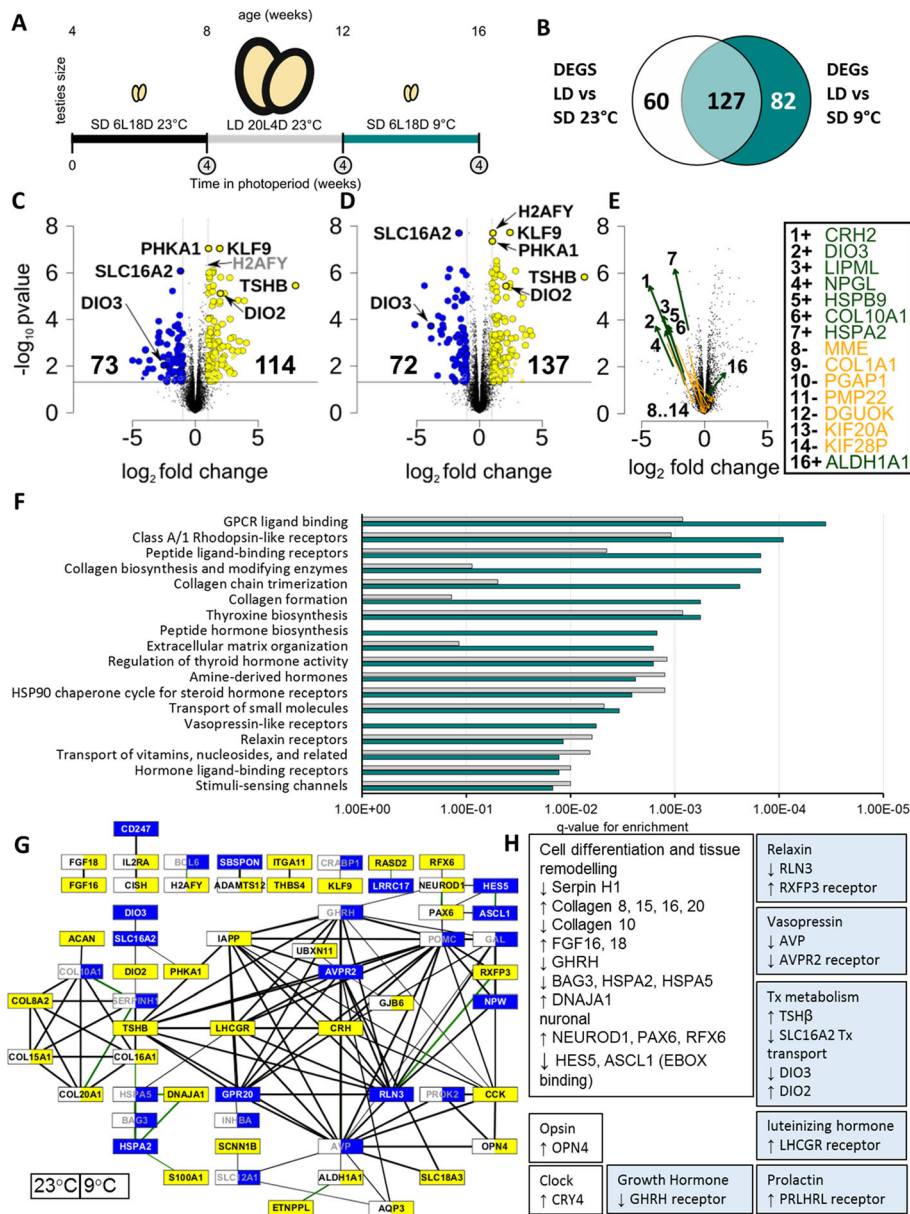 A
age (weeks)
4 8 12 16
testies size
SD 6L18D 23°C LD 20L4D 23°C SD 6L18D 9°C
0 4 4 4
Time in photoperiod (weeks)
B
DEGS
LD vs
SD 23°C
60 127 82
DEGs
LD vs
SD 9°C
C
8
6
4
2
0
-log10 pvalue
PHKA1 KLF9
H2AFY
SLC16A2
TSHB
DIO3
DIO2
73 114
-5 0 5
log2 fold change
D
8
6
4
2
0
H2AFY
SLC16A2 KLF9
PHKA1
TSHB
DIO3 DIO2
72 137
-5 0 5
log2 fold change
E
8
6
4
2
0
7
1
3
2 5
6
4
16
8..14
-5 0 5
log2 fold change
1+ CRH2
2+ DIO3
3+ LIPML
4+ NPGL
5+ HSPB9
6+ COL10A1
7+ HSPA2
8- MME
9- COL1A1
10- PGAP1
11- PMP22
12- DGUOK
13- KIF20A
14- KIF28P
16+ ALDH1A1
F
GPCR ligand binding
Class A/1 Rhodopsin-like receptors
Peptide ligand-binding receptors
Collagen biosynthesis and modifying enzymes
Collagen chain trimerization
Collagen formation
Thyroxine biosynthesis
Peptide hormone biosynthesis
Extracellular matrix organization
Regulation of thyroid hormone activity
Amine-derived hormones
HSP90 chaperone cycle for steroid hormone receptors
Transport of small molecules
Vasopressin-like receptors
Relaxin receptors
Transport of vitamins, nucleosides, and related
Hormone ligand-binding receptors
Stimuli-sensing channels
1.00E+00 1.00E-01 1.00E-02 1.00E-03 1.00E-04 1.00E-05
q-value for enrichment
G
CD247
FGF18 IL2RA BCL6 SBSPON ITGA11 CRABP1 RASD2 RFX6
FGF16 CISH H2AFY ADAMTS12 THBS4 KLF9 LRRC17 NEUROD1 HES5
DIO3 GHRH PAX6 ASCL1
ACAN SLC16A2 IAPP POMC GAL
UBXN11
COL10A1 DIO2 PHKA1 AVPR2 RXFP3
COL8A2 SERPINH1 GJB6 NPW
TSHB LHCGR CRH
COL15A1 COL16A1
COL20A1 HSPA5 DNAJA1 GPR20 RLN3 PROK2 CCK
BAG3 INHBA
HSPA2 SCNN1B AVP OPN4
S100A1 SLC12A1 ALDH1A1 SLC18A3
ETNPPL AQP3
23°C 9°C
H
Cell differentiation and tissue
remodelling
↓ Serpin H1
↑ Collagen 8, 15, 16, 20
↓ Collagen 10
↑ FGF16, 18
↓ GHRH
↓ BAG3, HSPA2, HSPA5
↑ DNAJA1
nuronal
↑ NEUROD1, PAX6, RFX6
↓ HES5, ASCL1 (EBOX
binding)
Relaxin
↓ RLN3
↑ RXFP3 receptor
Vasopressin
↓ AVP
↓ AVPR2 receptor
Tx metabolism
↑ TSHβ
↓ SLC16A2 Tx
transport
↓ DIO3
↑ DIO2
Opsin
↑ OPN4
luteinizing hormone
↑ LHCGR receptor
Clock
↑ CRY4
Growth Hormone
↓ GHRH receptor
Prolactin
↑ PRLHRL receptor